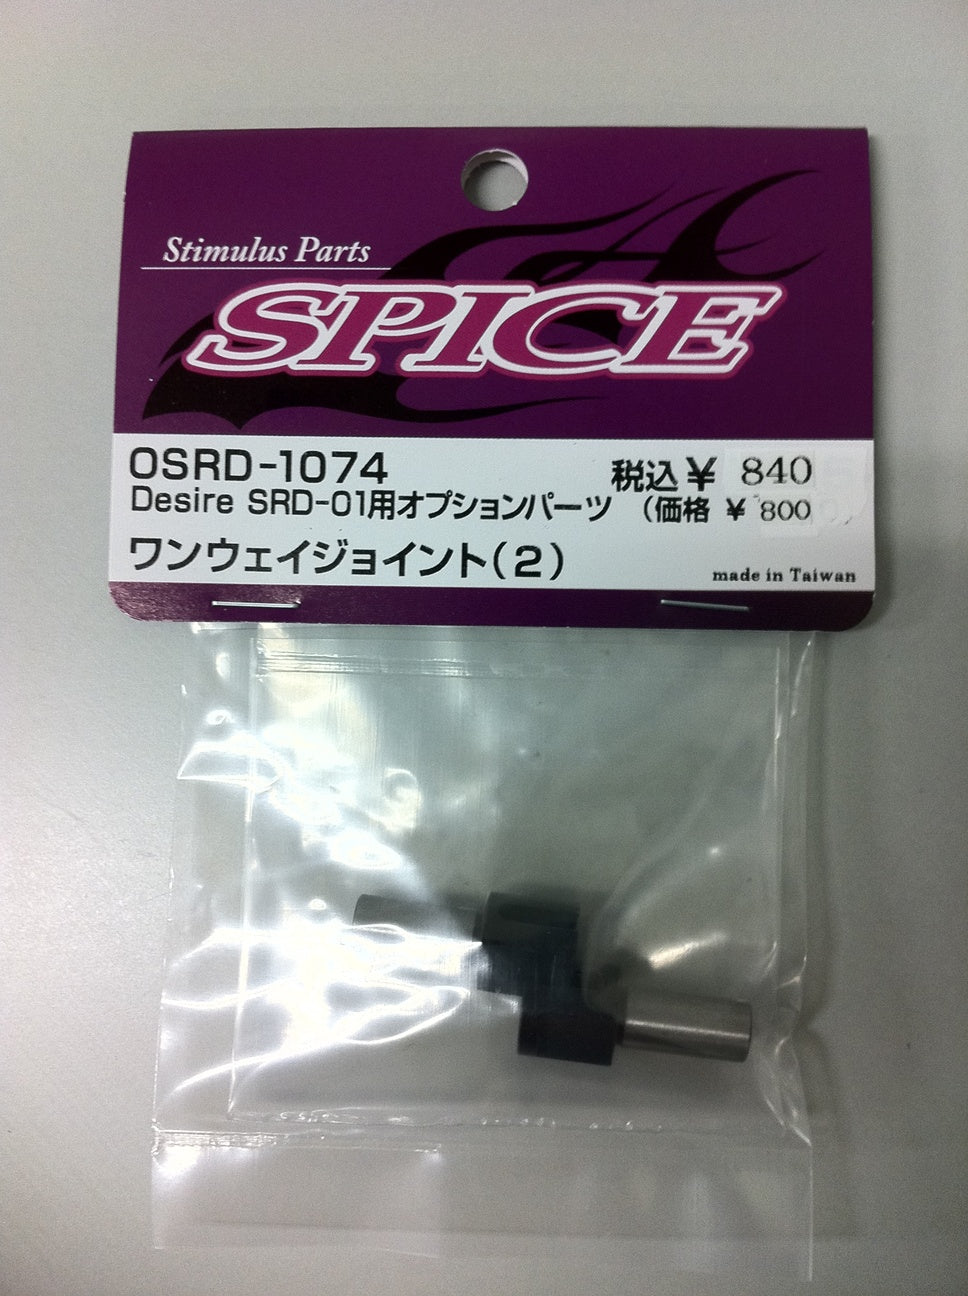 Stimulus Parts
SPICE
OSRD-1074
税込¥ 840
Desire SRD-01用オプションパーツ (価格 ¥ 800
ワンウェイジョイント(2)
made in Taiwan